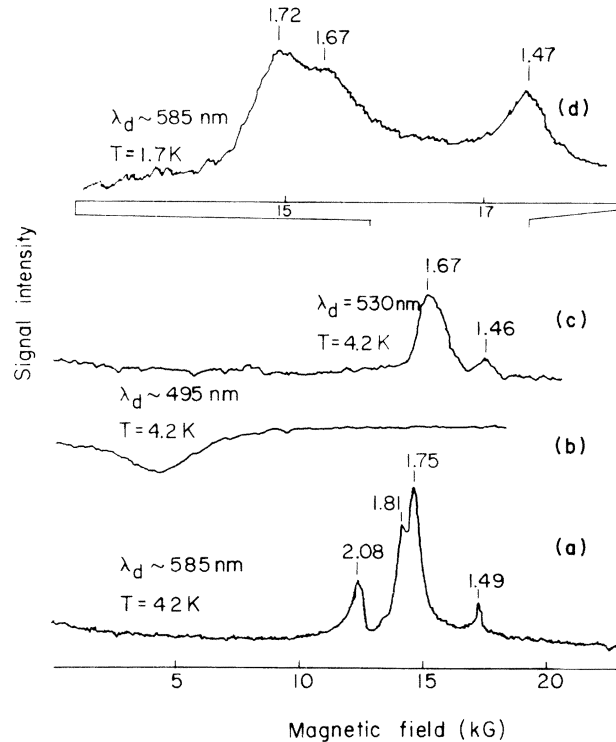 1.72
1.67
1.47
(d)
λd ~ 585 nm
T = 1.7 K
15 17
Signal intensity
1.67
λd = 530 nm
1.46
(c)
T = 4.2 K
λd ~ 495 nm
T = 4.2 K
(b)
1.75
1.81
(a)
2.08
λd ~ 585 nm
1.49
T = 42 K
5 10 15 20
Magnetic field (kG)